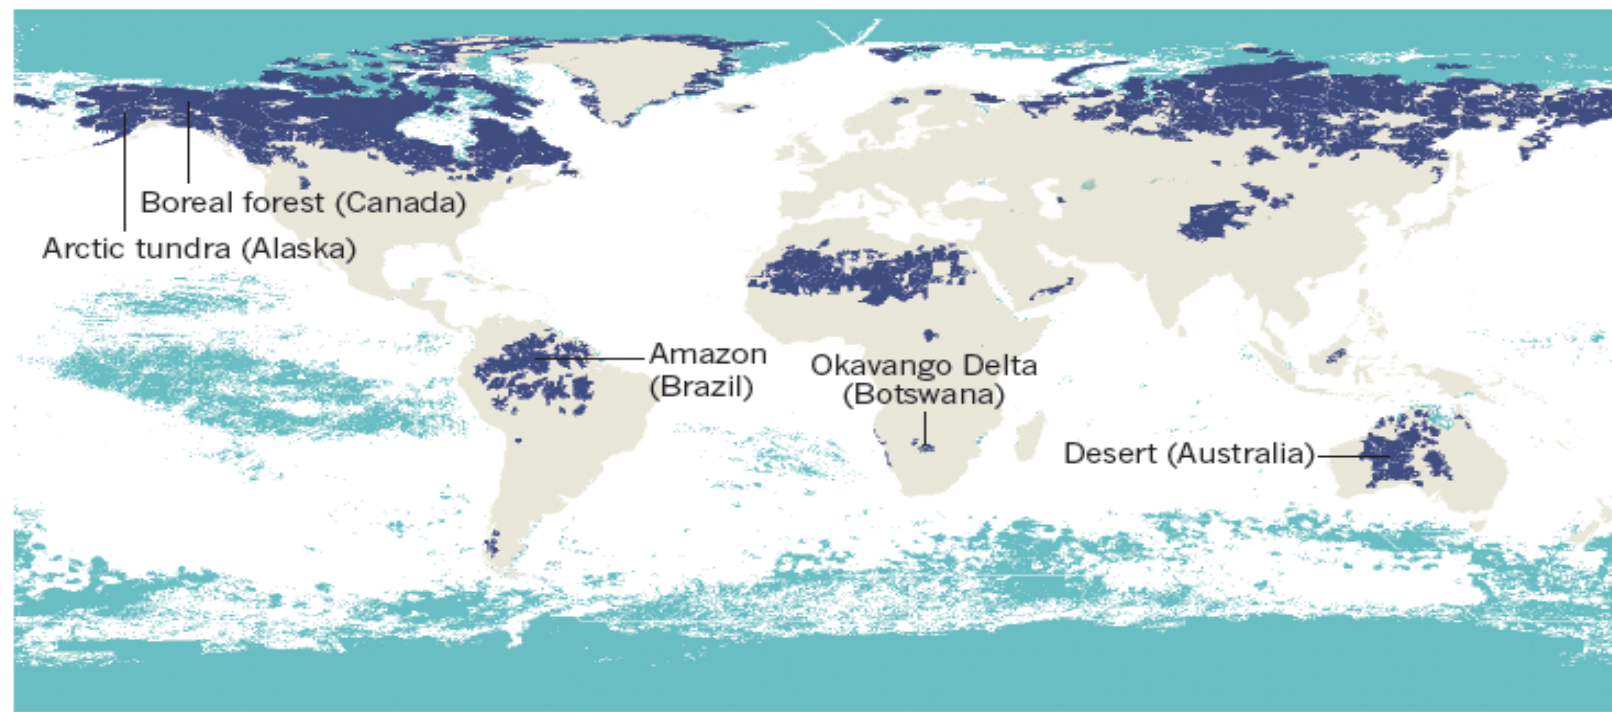 Boreal forest (Canada)
Arctic tundra (Alaska)
Amazon
(Brazil)
Okavango Delta
(Botswana)
Desert (Australia)